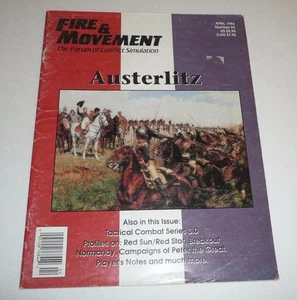 FIRE &
MOVEMENT
The Forum of Conflict Simulation
APRIL 1994
Austerlitz
Also in this Issue:
Tactical Combat Series 3.0
Profiles of: Red Sun/Red Star, Breakout
Normandy, Campaigns of Peter the Great,
Player's Notes and much more.